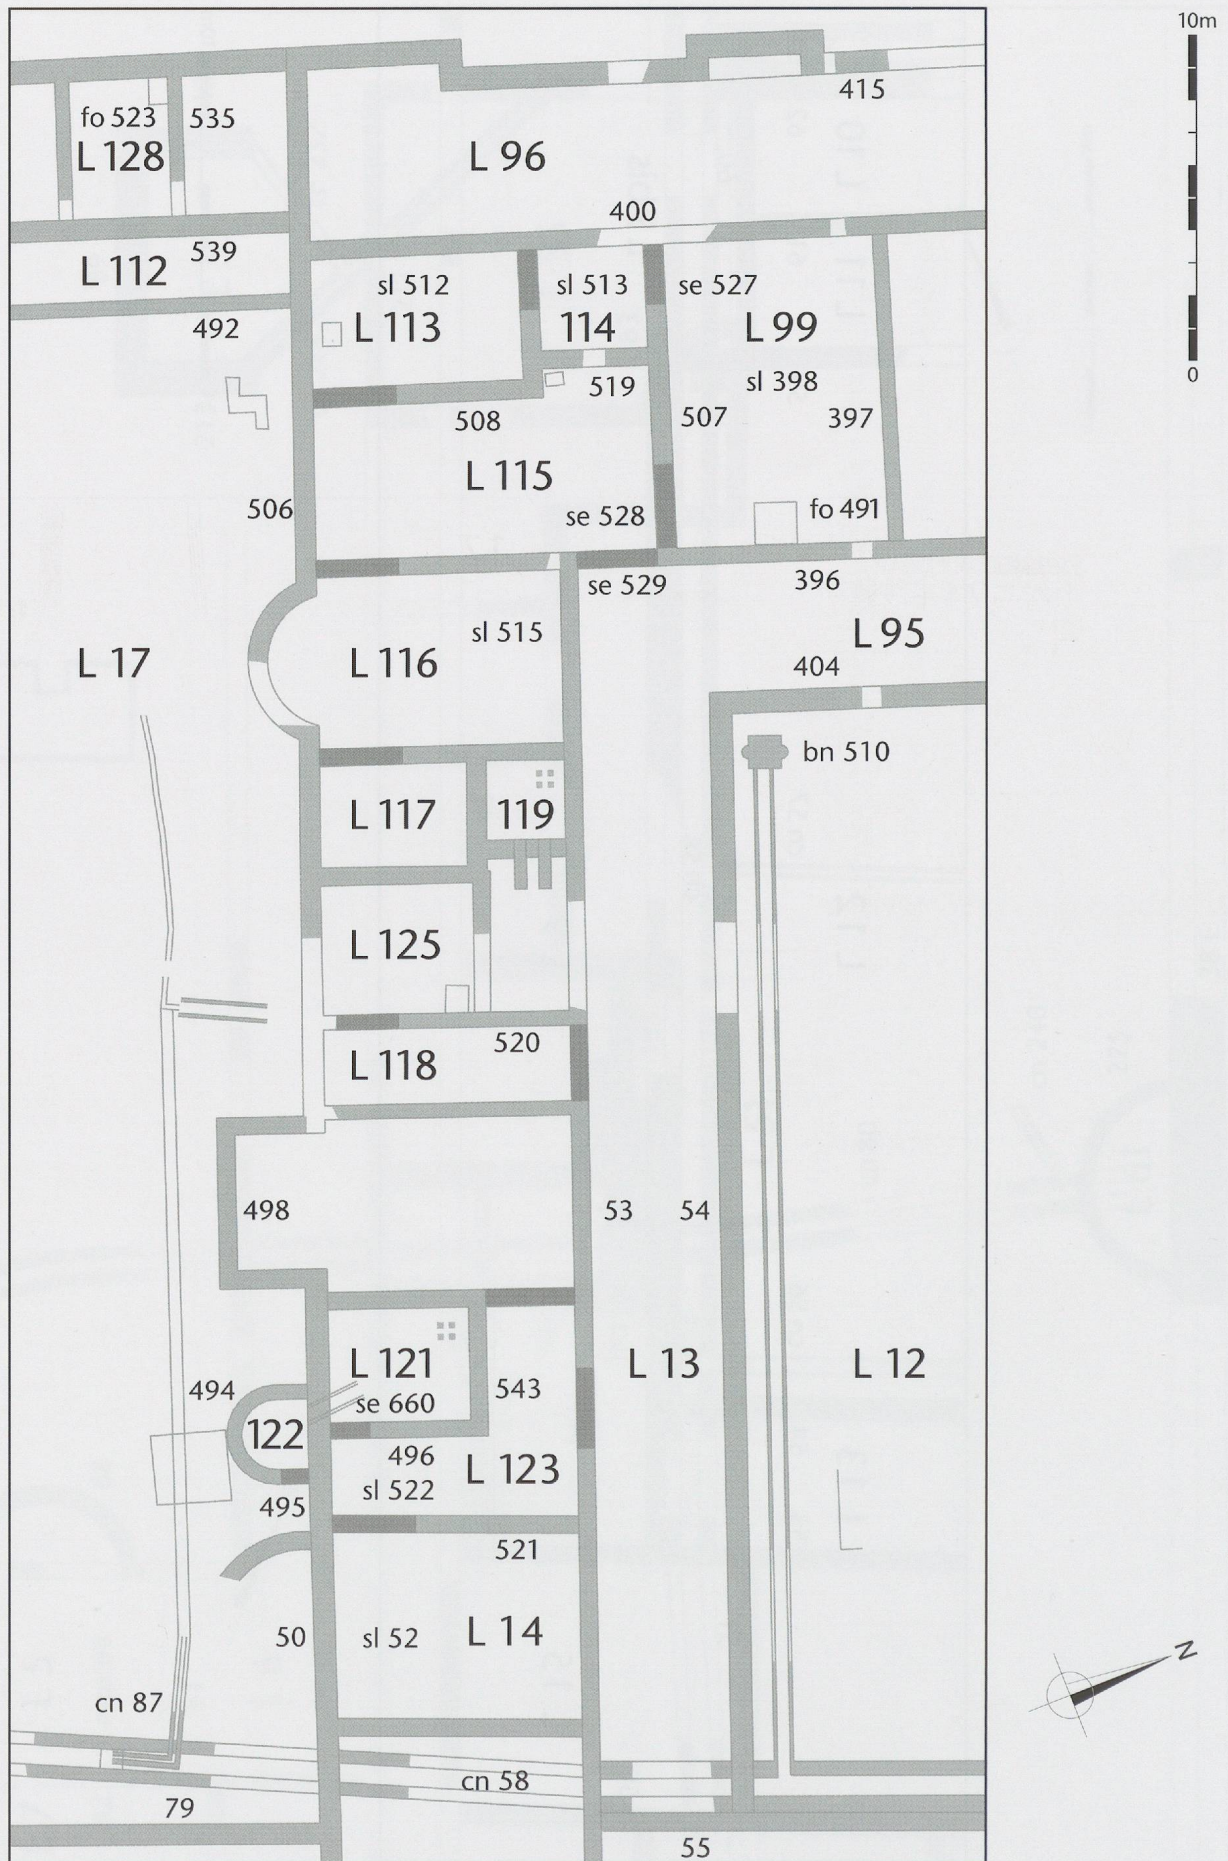 10m
415
fo 523
535
L 128
L 96
400
539
L 112
sl 512
sl 513
se 527
492
L 113
114
L 99
519
sl 398
508
507
397
L 115
506
se 528
fo 491
se 529
396
sl 515
L 95
L 17
L 116
404
bn 510
L 117
119
L 125
520
L 118
498
53
54
L 121
L 13
L 12
494
543
se 660
122
496
L 123
sl 522
495
521
50
sl 52
L 14
cn 87
cn 58
79
55
0
N